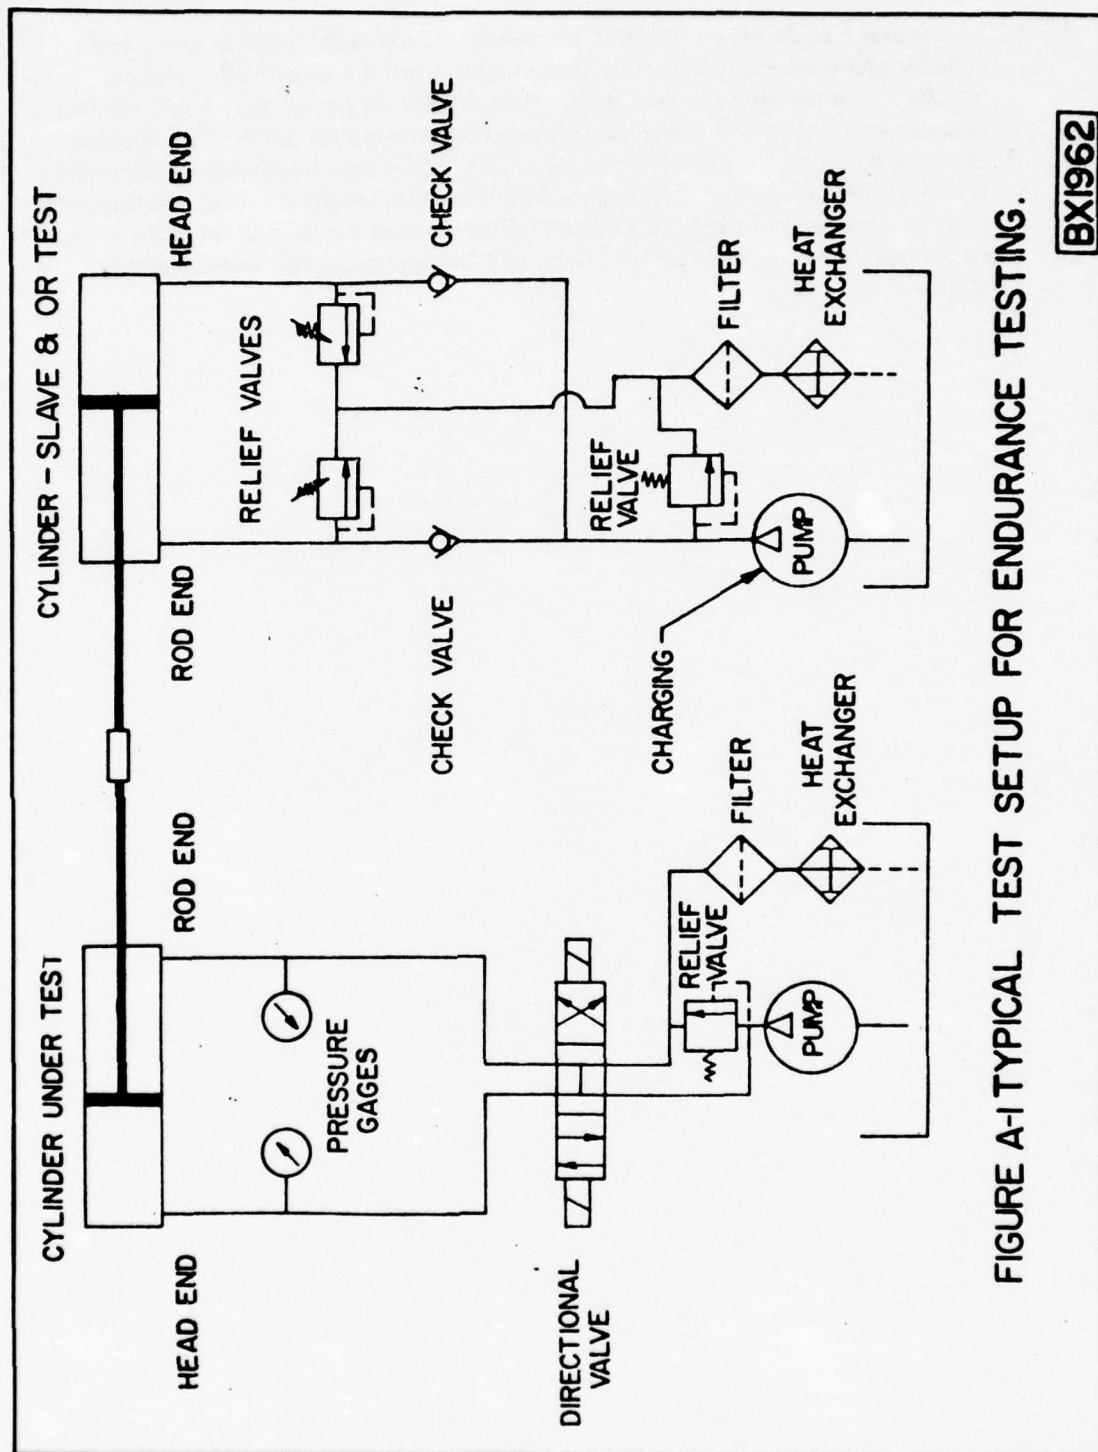 CYLINDER UNDER TEST
CYLINDER – SLAVE & OR TEST
HEAD END
ROD END
ROD END
HEAD END
PRESSURE
GAGES
RELIEF VALVES
DIRECTIONAL
VALVE
CHECK VALVE
CHECK VALVE
RELIEF
VALVE
RELIEF
VALVE
CHARGING
PUMP
PUMP
FILTER
FILTER
HEAT
EXCHANGER
HEAT
EXCHANGER
FIGURE A-1 TYPICAL TEST SETUP FOR ENDURANCE TESTING.
BX1962